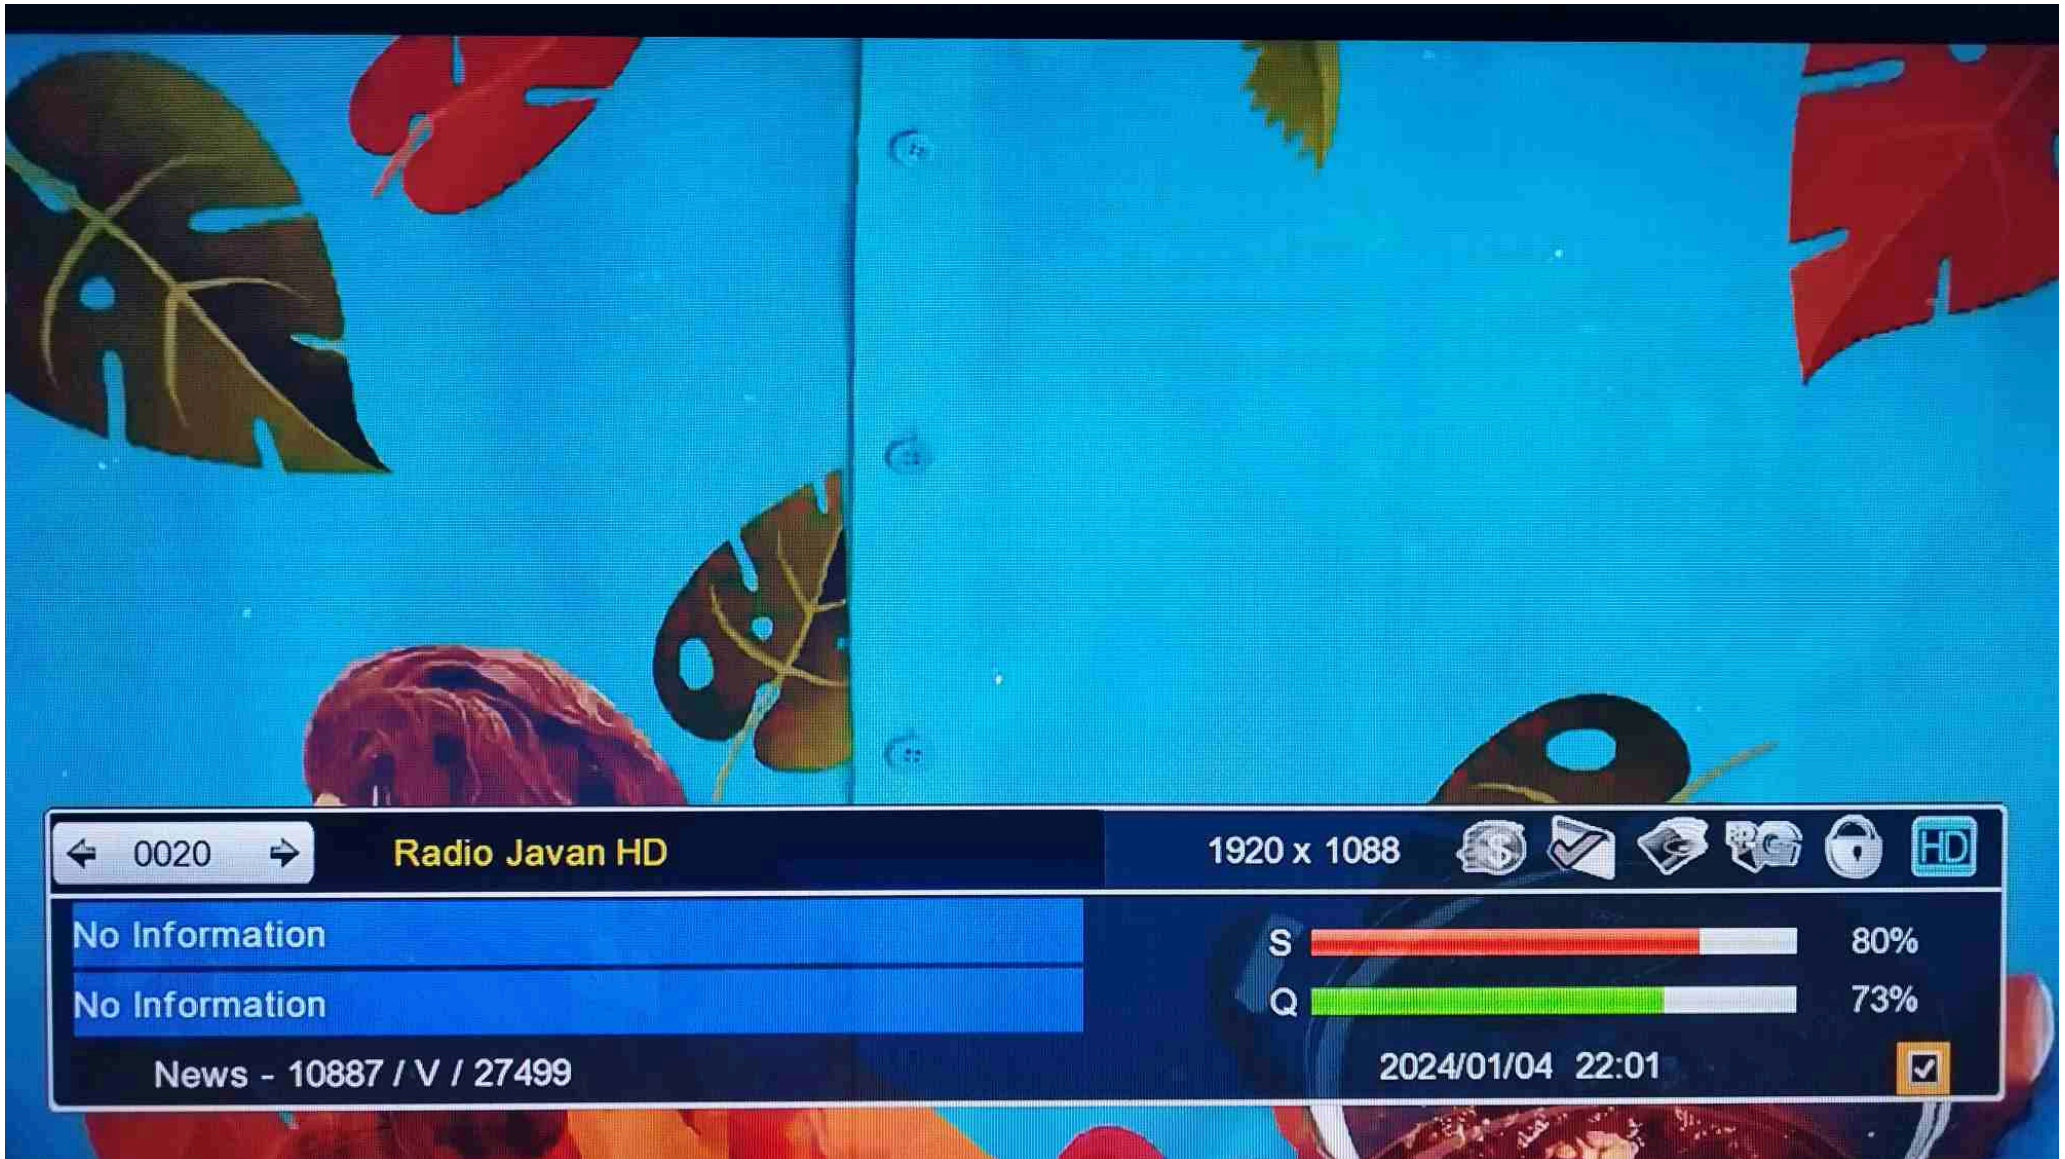 0020
Radio Javan HD
1920 x 1088
HD
No Information
S 80%
No Information
Q 73%
News - 10887 / V / 27499
2024/01/04 22:01